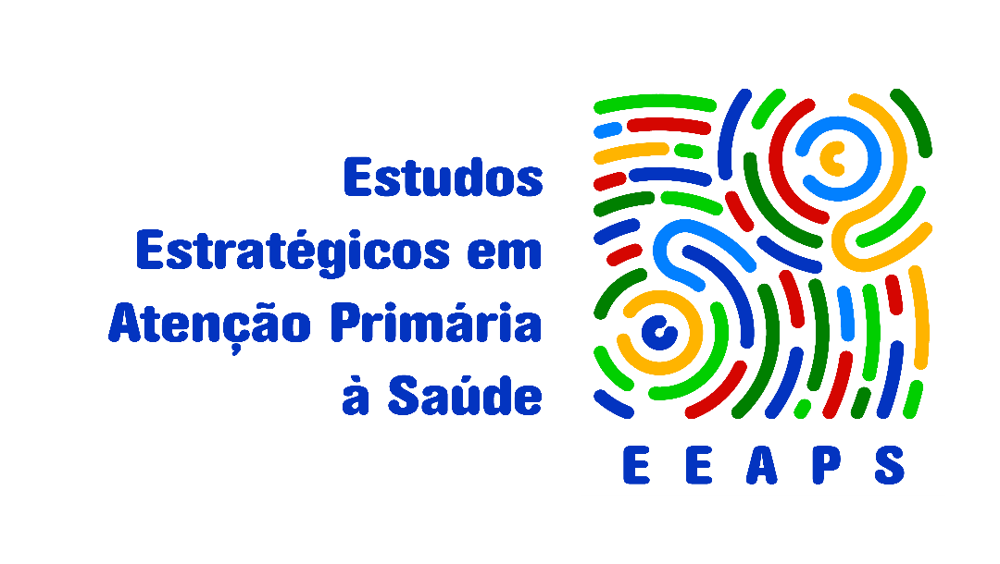 Estudos
Estratégicos em
Atenção Primária
à Saúde
E E A P S